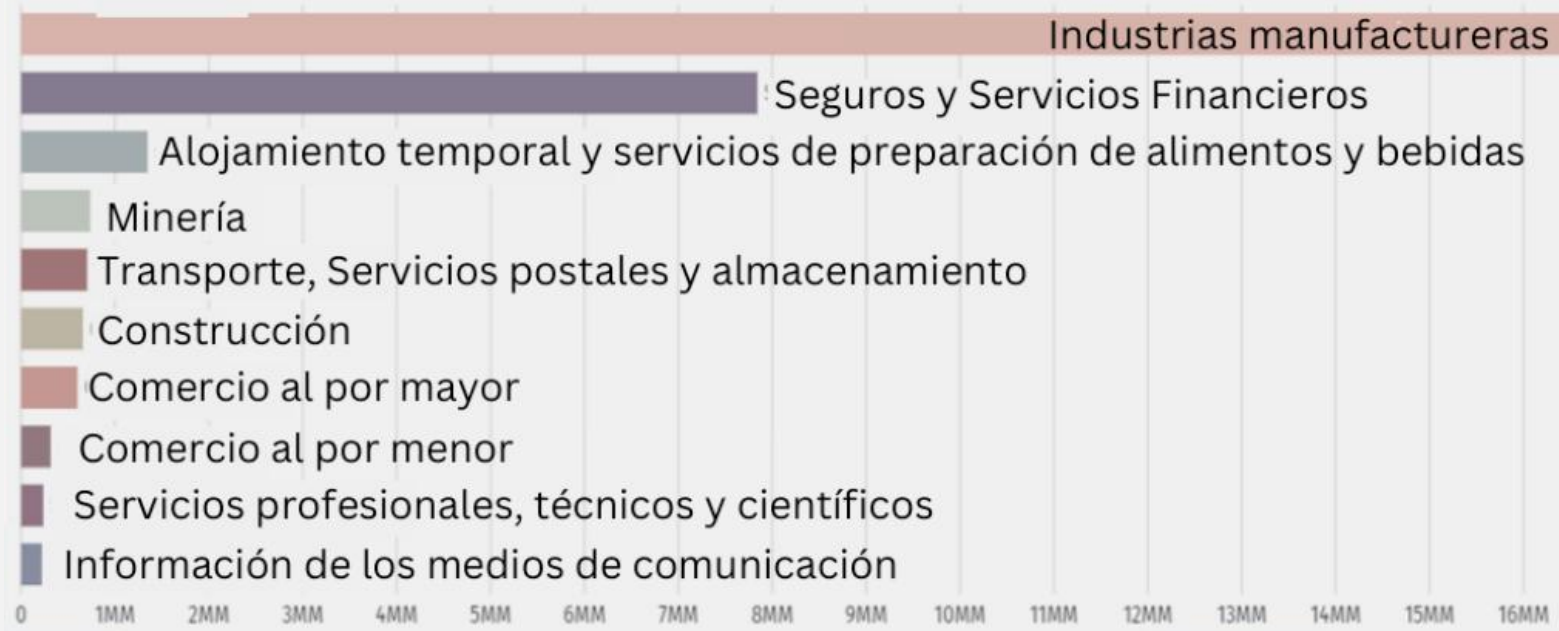 Industrias manufactureras
Seguros y Servicios Financieros
Alojamiento temporal y servicios de preparación de alimentos y bebidas
Minería
Transporte, Servicios postales y almacenamiento
Construcción
Comercio al por mayor
Comercio al por menor
Servicios profesionales, técnicos y científicos
Información de los medios de comunicación
0 1MM 2MM 3MM 4MM 5MM 6MM 7MM 8MM 9MM 10MM 11MM 12MM 13MM 14MM 15MM 16MM